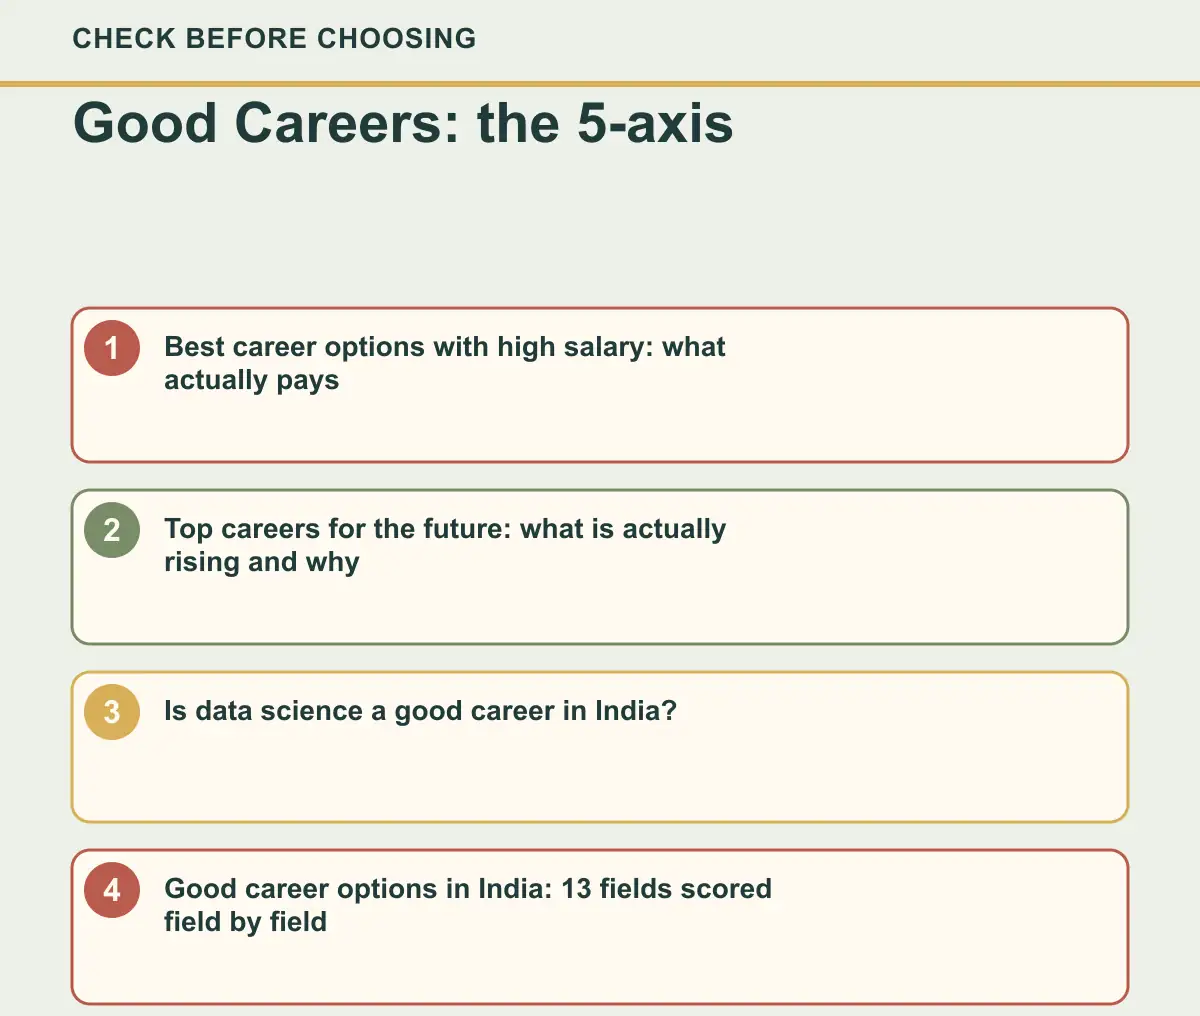 CHECK BEFORE CHOOSING
Good Careers: the 5-axis
1
Best career options with high salary: what
actually pays
2
Top careers for the future: what is actually
rising and why
3
Is data science a good career in India?
4
Good career options in India: 13 fields scored
field by field